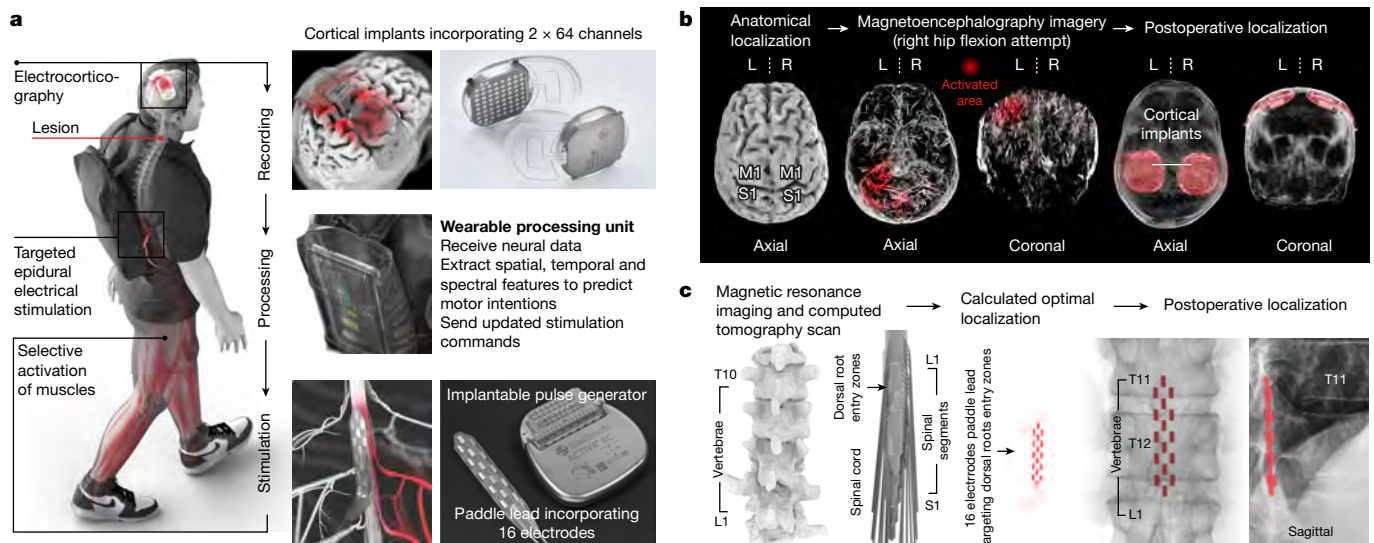 a
Cortical implants incorporating 2 × 64 channels
Electrocortico-
graphy
Lesion
Targeted
epidural
electrical
stimulation
Selective
activation
of muscles
Recording
Processing
Stimulation
Wearable processing unit
Receive neural data
Extract spatial, temporal and
spectral features to predict
motor intentions
Send updated stimulation
commands
Implantable pulse generator
Paddle lead incorporating
16 electrodes
b
Anatomical
localization
Magnetoencephalography imagery
(right hip flexion attempt)
Postoperative localization
L R
L R
Activated
area
L R
L R
L R
M1 M1
S1 S1
Cortical
implants
Axial
Axial
Coronal
Axial
Coronal
c
Magnetic resonance
imaging and computed
tomography scan
Calculated optimal
localization
Postoperative localization
T10
Vertebrae
L1
Dorsal root
entry zones
Spinal cord
L1
Spinal
segments
S1
16 electrodes paddle lead
targeting dorsal roots entry zones
T11
T12
Vertebrae
L1
T11
Sagittal